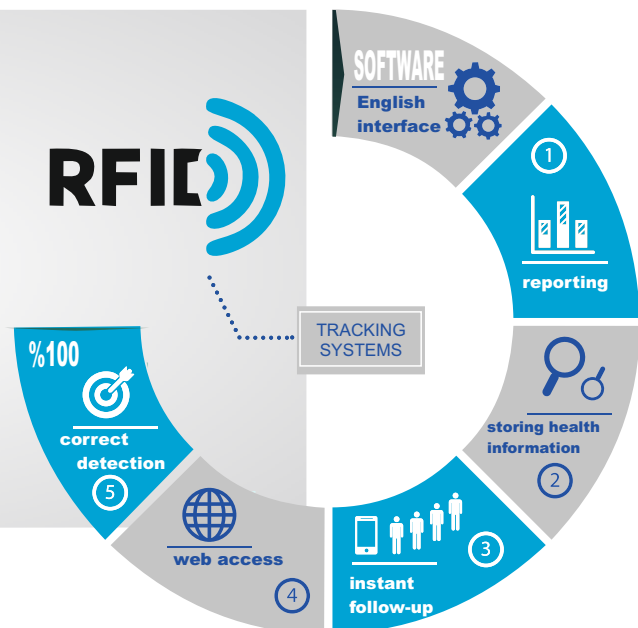 SOFTWARE
English
interface
1
reporting
RFID
TRACKING
SYSTEMS
storing health
information
2
3
instant
follow-up
web access
4
%100
correct
detection
5